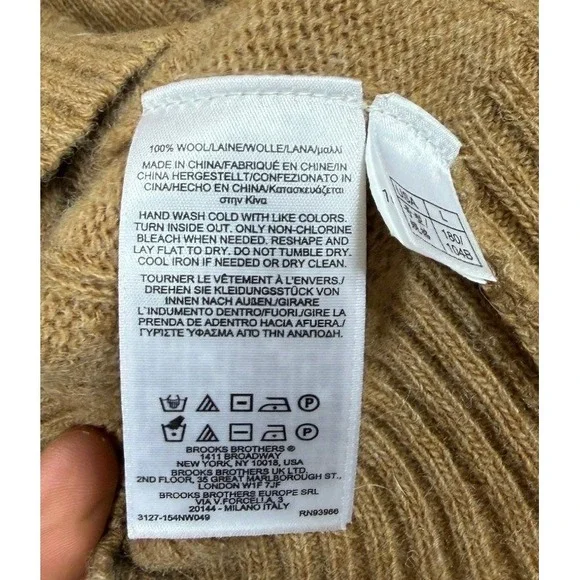 100% WOOL/LAINE/WOLLE/LANA/μαλλί
MADE IN CHINA/FABRIQUÉ EN CHINE/IN
CHINA HERGESTELLT/CONFEZIONATO IN
CINA/HECHO EN CHINA/Κατασκευάζεται
στην Κίνα
HAND WASH COLD WITH LIKE COLORS.
TURN INSIDE OUT. ONLY NON-CHLORINE
BLEACH WHEN NEEDED. RESHAPE AND
LAY FLAT TO DRY. DO NOT TUMBLE DRY.
COOL IRON IF NEEDED OR DRY CLEAN.
TOURNER LE VÊTEMENT À L'ENVERS./
DREHEN SIE KLEIDUNGSSTÜCK VON
INNEN NACH AUßEN./GIRARE
L'INDUMENTO DENTRO/FUORI./GIRE LA
PRENDA DE ADENTRO HACIA AFUERA./
ΓΥΡΙΣΤΕ ΎΦΑΣΜΑ ΑΠΟ ΤΗΝ ΑΝΆΠΟΔΗ.
BROOKS BROTHERS ®
1411 BROADWAY
NEW YORK, NY 10018, USA
BROOKS BROTHERS UK LTD.
2ND FLOOR, 35 GREAT MARLBOROUGH ST.,
LONDON W1F 7JF
BROOKS BROTHERS EUROPE SRL
VIA V.FORCELLA, 3
20144 - MILANO ITALY
3127-154NW049 RN93966
USA L
180/
104B
1